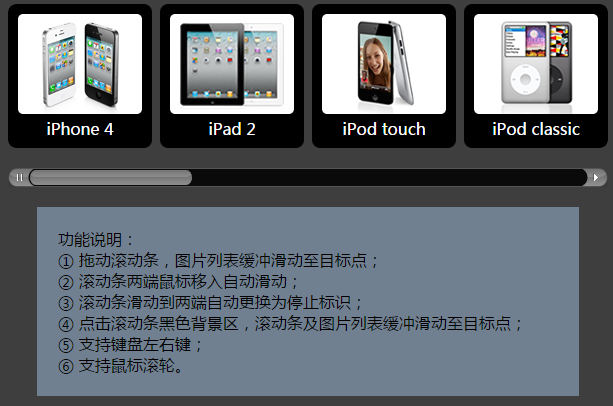 iPhone 4
iPad 2
iPod touch
iPod classic
功能说明：
① 拖动滚动条，图片列表缓冲滑动至目标点；
② 滚动条两端鼠标移入自动滑动；
③ 滚动条滑动到两端自动更换为停止标识；
④ 点击滚动条黑色背景区，滚动条及图片列表缓冲滑动至目标点；
⑤ 支持键盘左右键；
⑥ 支持鼠标滚轮。